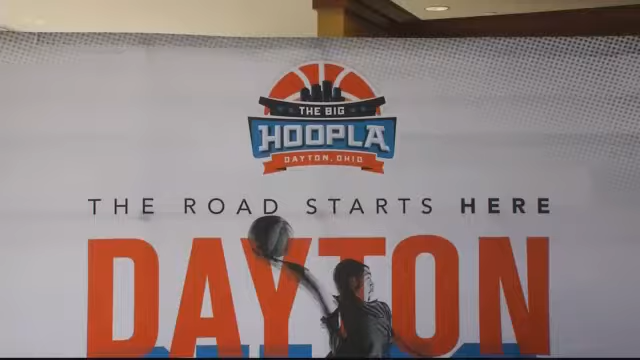 THE BIG
HOOPLA
DAYTON, OHIO
THE ROAD STARTS HERE
DAYTON